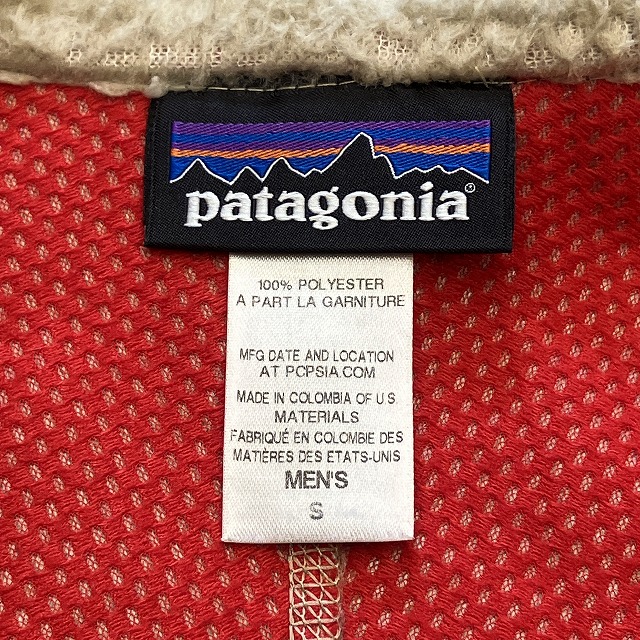 patagonia®
100% POLYESTER
A PART LA GARNITURE
MFG DATE AND LOCATION
AT PCPSIA.COM
MADE IN COLOMBIA OF U.S.
MATERIALS
FABRIQUÉ EN COLOMBIE DES
MATIÈRES DES ETATS-UNIS
MEN'S
S